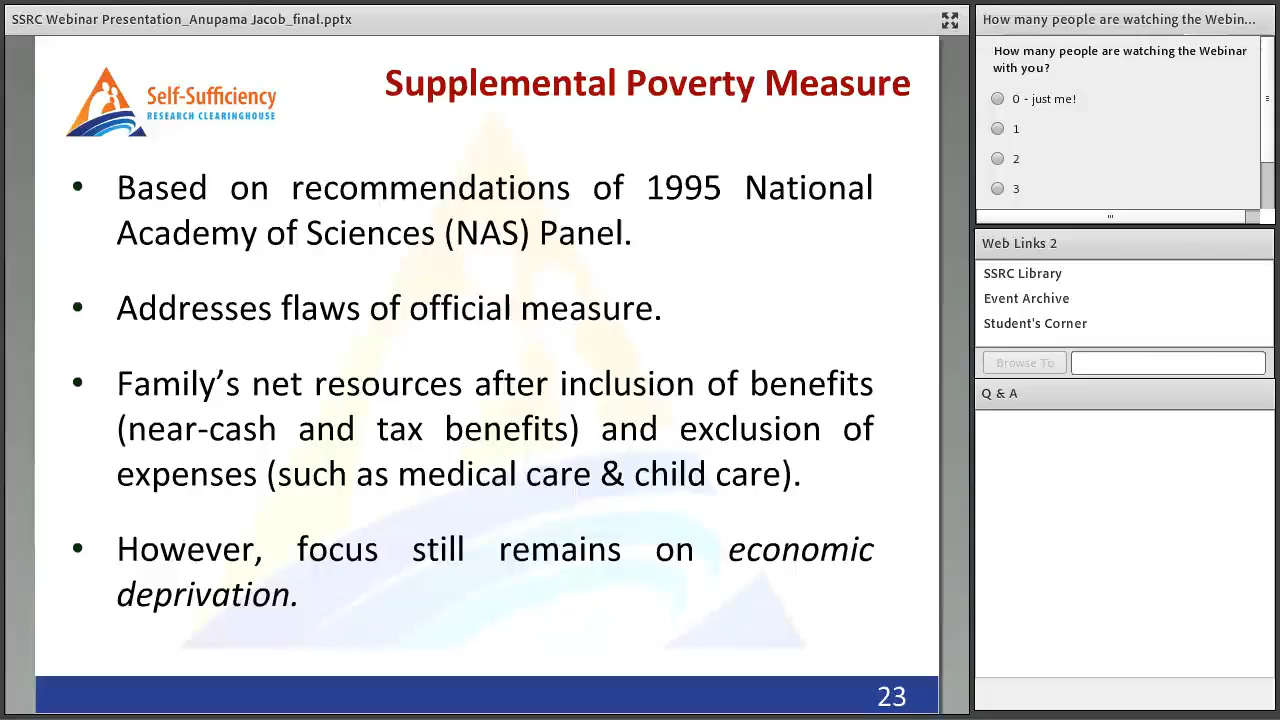 SSRC Webinar Presentation_Anupama Jacob_final.pptx
Self-Sufficiency
RESEARCH CLEARINGHOUSE
Supplemental Poverty Measure
• Based on recommendations of 1995 National
Academy of Sciences (NAS) Panel.
• Addresses flaws of official measure.
• Family’s net resources after inclusion of benefits
(near-cash and tax benefits) and exclusion of
expenses (such as medical care & child care).
• However, focus still remains on economic
deprivation.
23
How many people are watching the Webin...
How many people are watching the Webinar
with you?
0 - just me!
1
2
3
Web Links 2
SSRC Library
Event Archive
Student's Corner
Browse To
Q & A